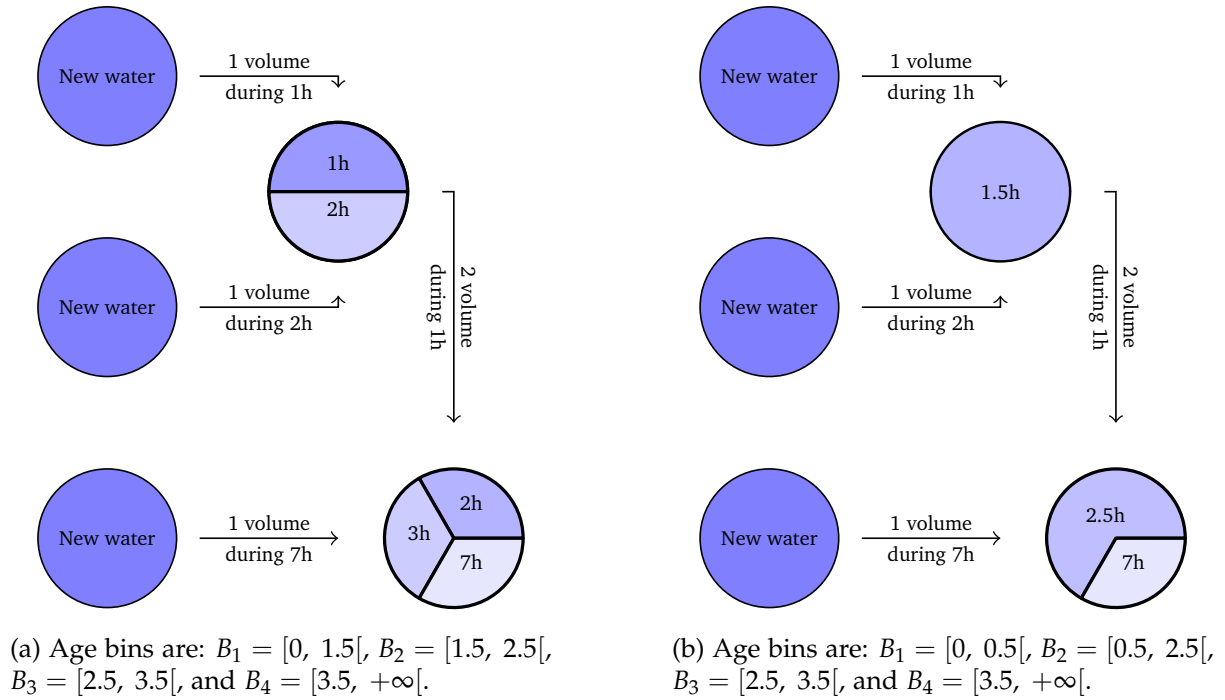 New water
1 volume
during 1h
1h
2h
New water
1 volume
during 2h
2 volume
during 1h
New water
1 volume
during 7h
2h
3h
7h
(a) Age bins are: B1 = [0, 1.5[, B2 = [1.5, 2.5[,
B3 = [2.5, 3.5[, and B4 = [3.5, +∞[.
New water
1 volume
during 1h
1.5h
New water
1 volume
during 2h
2 volume
during 1h
New water
1 volume
during 7h
2.5h
7h
(b) Age bins are: B1 = [0, 0.5[, B2 = [0.5, 2.5[,
B3 = [2.5, 3.5[, and B4 = [3.5, +∞[.